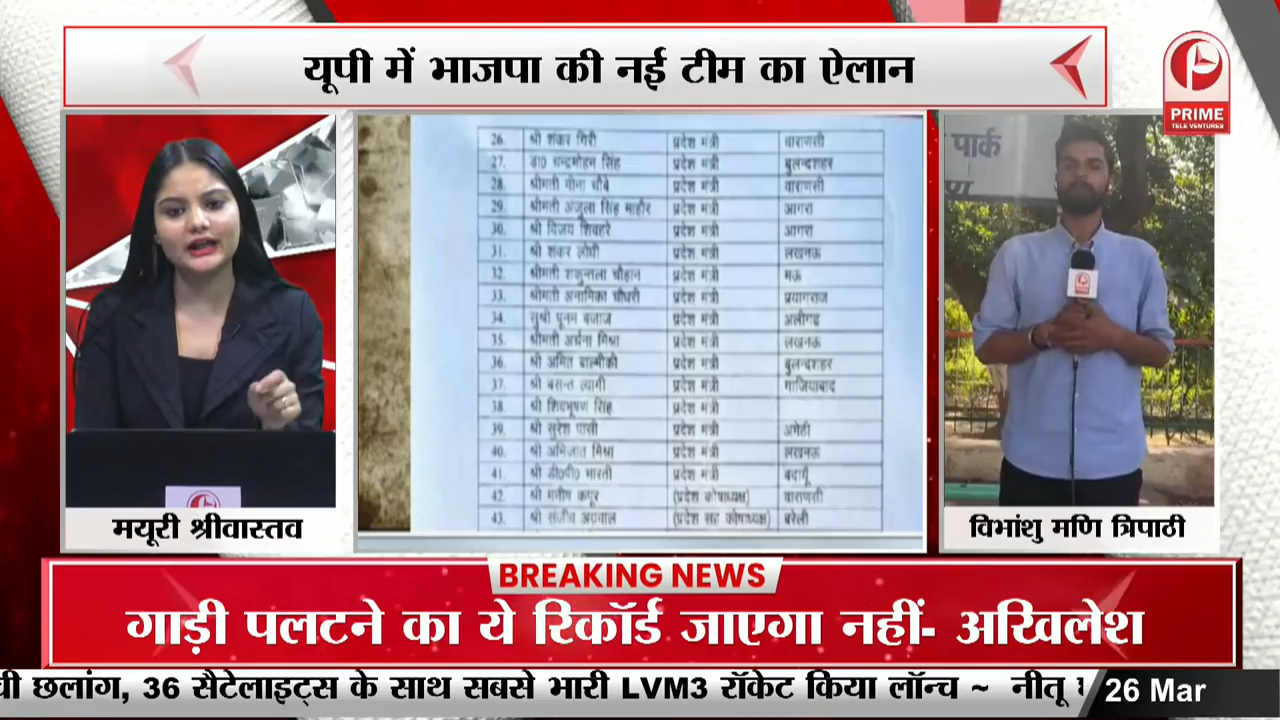 यूपी में भाजपा की नई टीम का ऐलान
PRIME
TELE VENTURES
पार्क
26. श्री शंकर गिरी प्रदेश मंत्री वाराणसी
27. डा0 चन्द्रमोहन सिंह प्रदेश मंत्री बुलन्दशहर
28. श्रीमती मीना चौबे प्रदेश मंत्री वाराणसी
29. श्रीमती अंजुला सिंह माहौर प्रदेश मंत्री आगरा
30. श्री विजय शिवहरे प्रदेश मंत्री आगरा
31. श्री शंकर लोधी प्रदेश मंत्री लखनऊ
32. श्रीमती शकुन्तला चौहान प्रदेश मंत्री मऊ
33. श्रीमती अनामिका चौधरी प्रदेश मंत्री प्रयागराज
34. सुश्री पूनम बजाज प्रदेश मंत्री अलीगढ
35. श्रीमती अर्चना मिश्रा प्रदेश मंत्री लखनऊ
36. श्री अमित बाल्मीकी प्रदेश मंत्री बुलन्दशहर
37. श्री बसन्त त्यागी प्रदेश मंत्री गाजियाबाद
38. श्री शिवभूषण सिंह प्रदेश मंत्री
39. श्री सुरेश पासी प्रदेश मंत्री अमेठी
40. श्री अभिजात मिश्रा प्रदेश मंत्री लखनऊ
41. श्री डी0पी0 भारती प्रदेश मंत्री बदायूँ
42. श्री मनीष कपूर (प्रदेश कोषाध्यक्ष) वाराणसी
43. श्री संजीव अग्रवाल (प्रदेश सह कोषाध्यक्ष) बरेली
मयूरी श्रीवास्तव
विभांशु मणि त्रिपाठी
BREAKING NEWS
गाड़ी पलटने का ये रिकॉर्ड जाएगा नहीं- अखिलेश
छलांग, 36 सैटेलाइट्स के साथ सबसे भारी LVM3 रॉकेट किया लॉन्च ~ नीतू
26 Mar